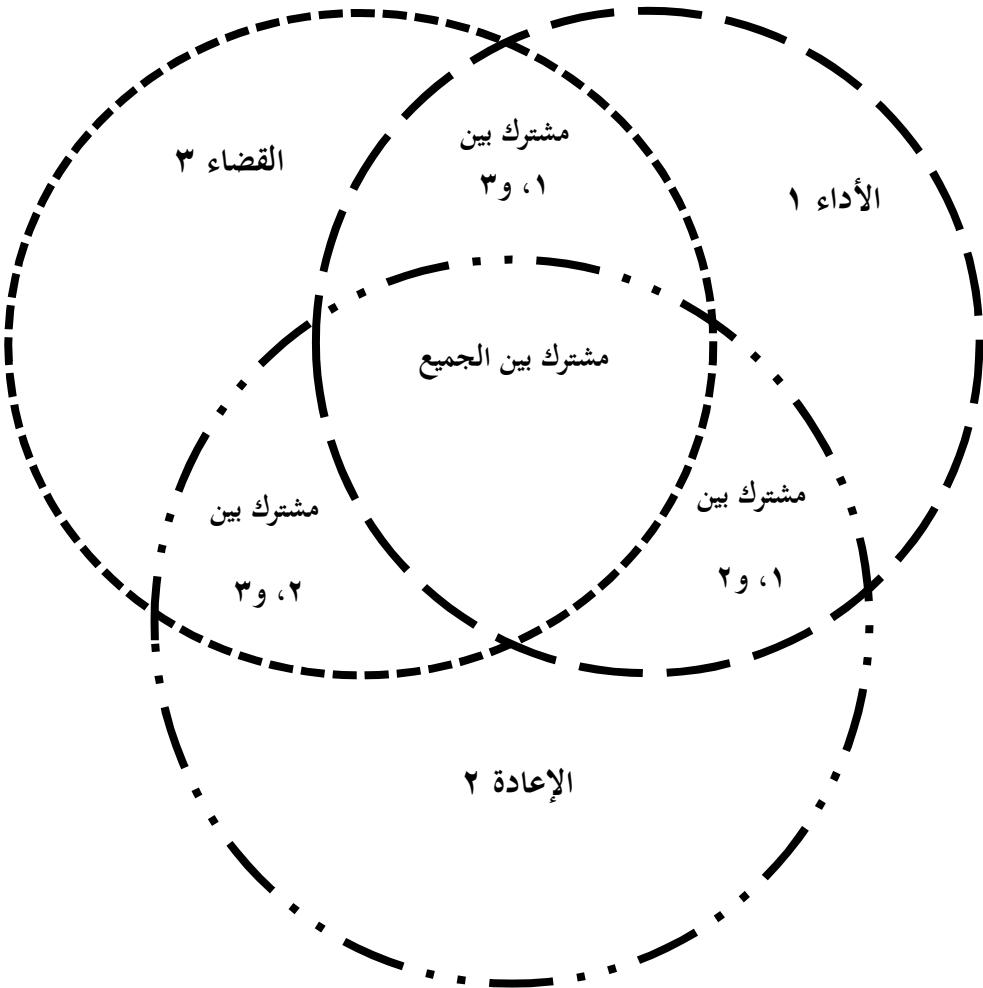 مشترك بين
١، و٣
الأداء ١
القضاء ٣
مشترك بين الجميع
مشترك بين
١، و٢
مشترك بين
٢، و٣
الإعادة ٢